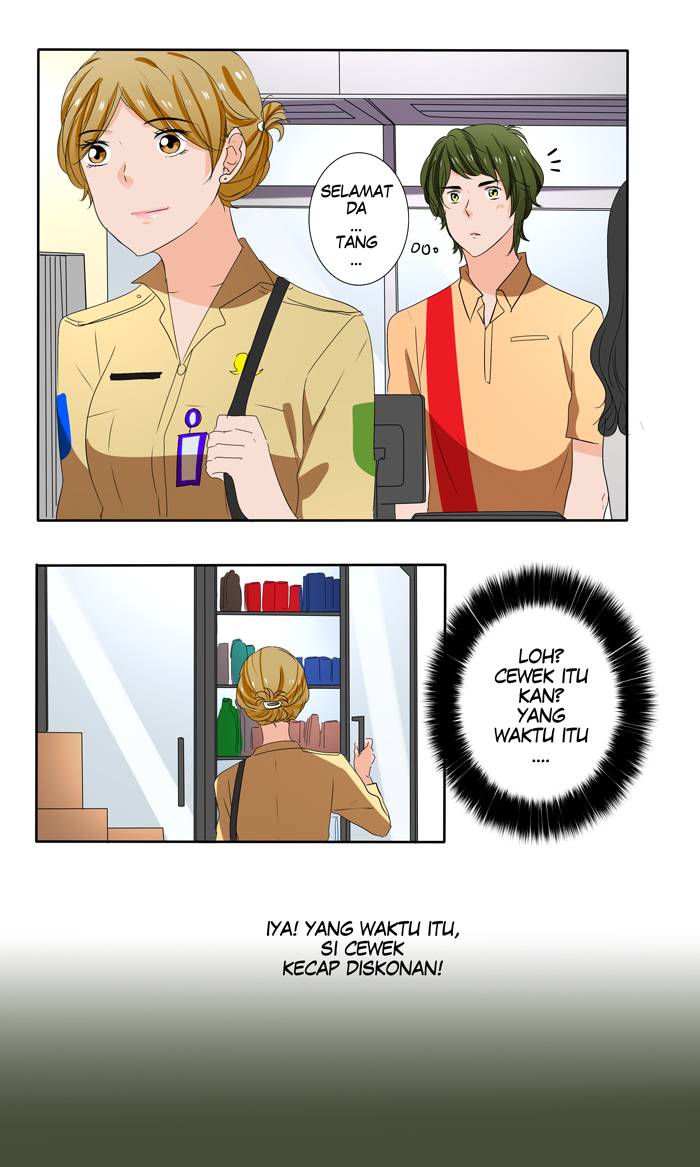 SELAMAT
DA
...
TANG
...
LOH?
CEWEK ITU
KAN?
YANG
WAKTU ITU
....
IYA! YANG WAKTU ITU,
SI CEWEK
KECAP DISKONAN!